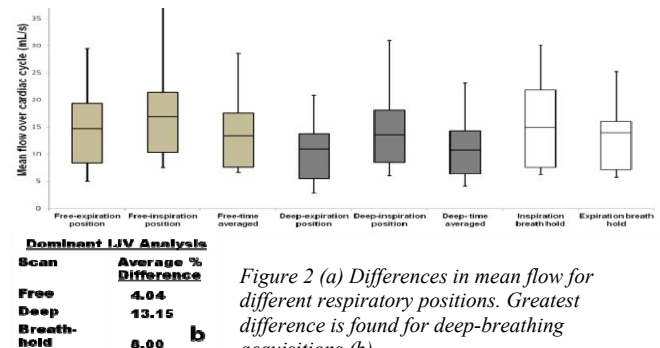 Mean flow over cardiac cycle (mL/s)
35
30
25
20
15
10
5
0
Free-expiration position
Free-inspiration position
Free-time averaged
Deep-expiration position
Deep-inspiration position
Deep- time averaged
Inspiration breath hold
Expiration breath hold
Dominant IJV Analysis
Scan Average % Difference
Free 4.04
Deep 13.15
Breath-hold 8.00
b
Figure 2 (a) Differences in mean flow for
different respiratory positions. Greatest
difference is found for deep-breathing
acquisitions (b)